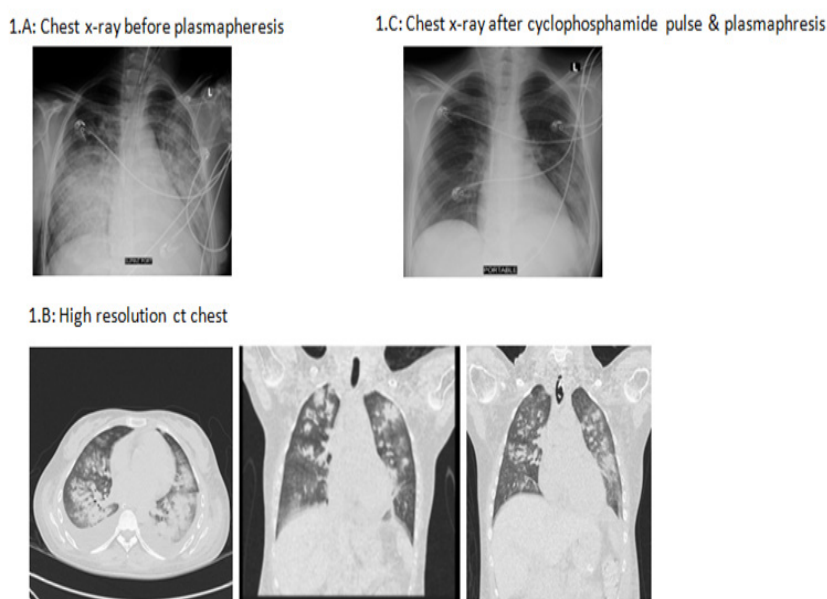 1.A: Chest x-ray before plasmapheresis
1.C: Chest x-ray after cyclophosphamide pulse & plasmaphresis
L
L
PORTABLE
1.B: High resolution ct chest